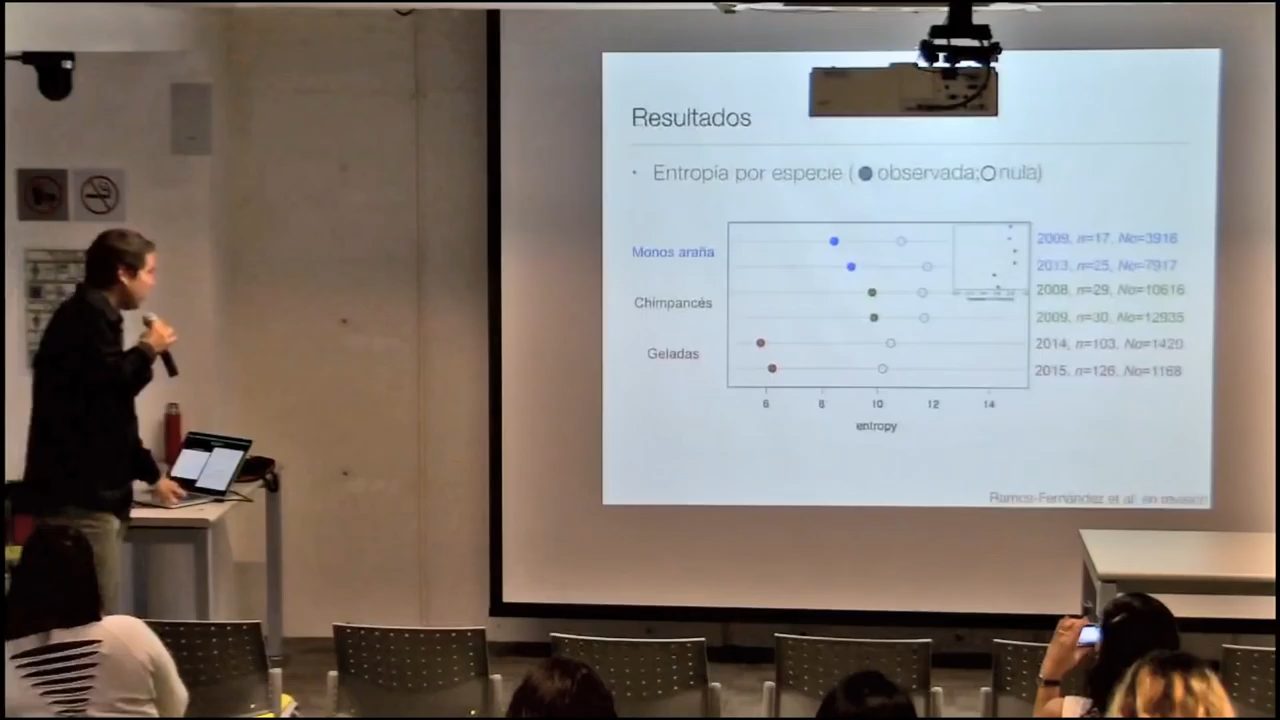 Resultados
• Entropía por especie ( ● observada; ○ nula)
Monos araña
2009, n=17, No=3916
2013, n=25, No=7917
Chimpancés
2008, n=29, No=10616
2009, n=30, No=12935
Geladas
2014, n=103, No=1420
2015, n=126, No=1168
6 8 10 12 14
entropy
Ramos-Fernández et al. en revisión